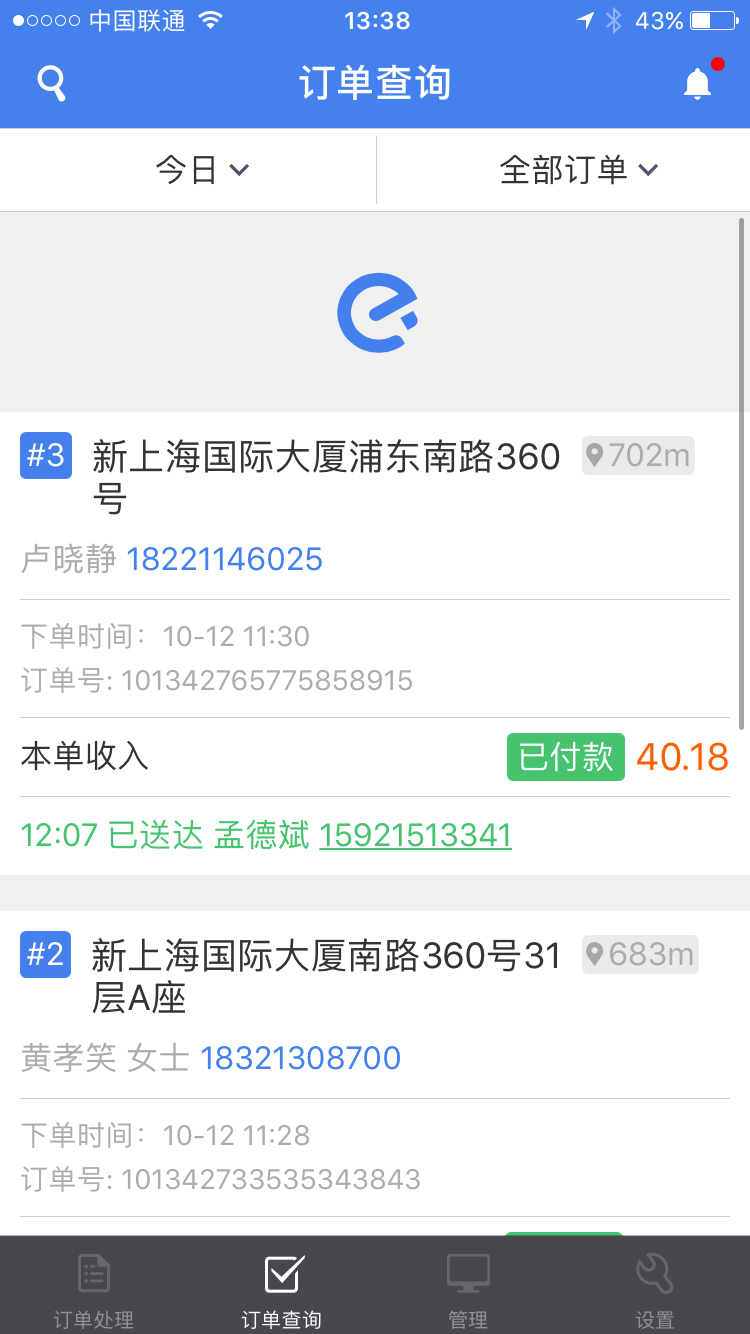 中国联通 13:38 43%
订单查询
今日 全部订单
#3 新上海国际大厦浦东南路360 702m
号
卢晓静 18221146025
下单时间：10-12 11:30
订单号: 101342765775858915
本单收入 已付款 40.18
12:07 已送达 孟德斌 15921513341
#2 新上海国际大厦南路360号31 683m
层A座
黄孝笑 女士 18321308700
下单时间：10-12 11:28
订单号: 101342733535343843
订单处理 订单查询 管理 设置